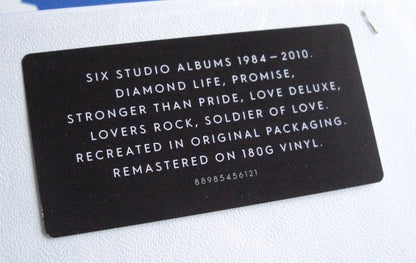 SIX STUDIO ALBUMS 1984–2010.
DIAMOND LIFE, PROMISE,
STRONGER THAN PRIDE, LOVE DELUXE,
LOVERS ROCK, SOLDIER OF LOVE.
RECREATED IN ORIGINAL PACKAGING.
REMASTERED ON 180G VINYL.
88985456121